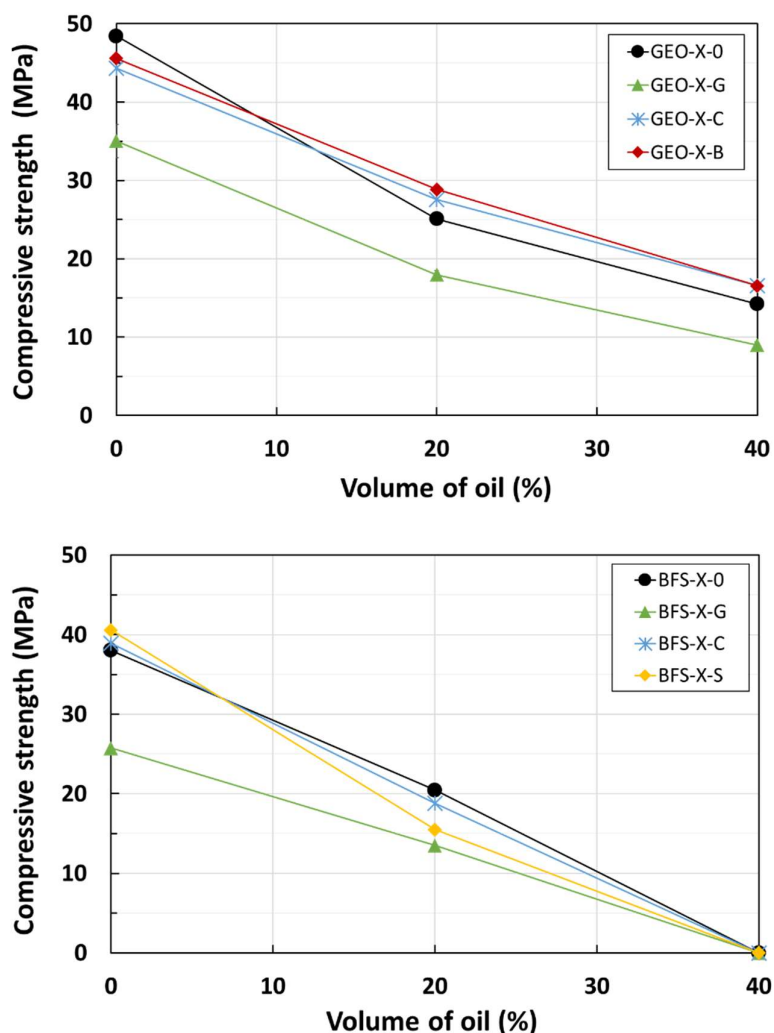 Compressive strength (MPa)
50
40
30
20
10
0
GEO-X-0
GEO-X-G
GEO-X-C
GEO-X-B
0 10 20 30 40
Volume of oil (%)
Compressive strength (MPa)
50
40
30
20
10
0
BFS-X-0
BFS-X-G
BFS-X-C
BFS-X-S
0 10 20 30 40
Volume of oil (%)